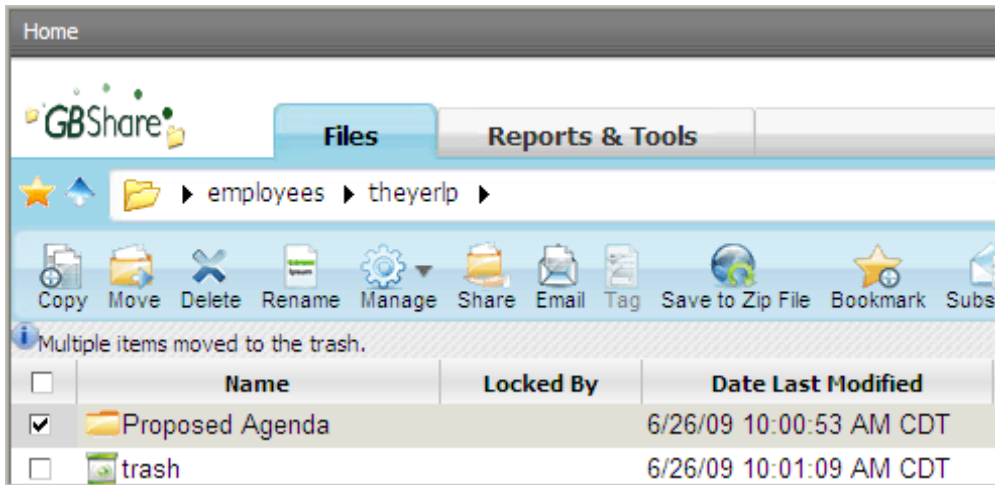 Home
GBShare
Files Reports & Tools
employees theyerlp
Copy Move Delete Rename Manage Share Email Tag Save to Zip File Bookmark Subs
Multiple items moved to the trash.
Name Locked By Date Last Modified
Proposed Agenda 6/26/09 10:00:53 AM CDT
trash 6/26/09 10:01:09 AM CDT